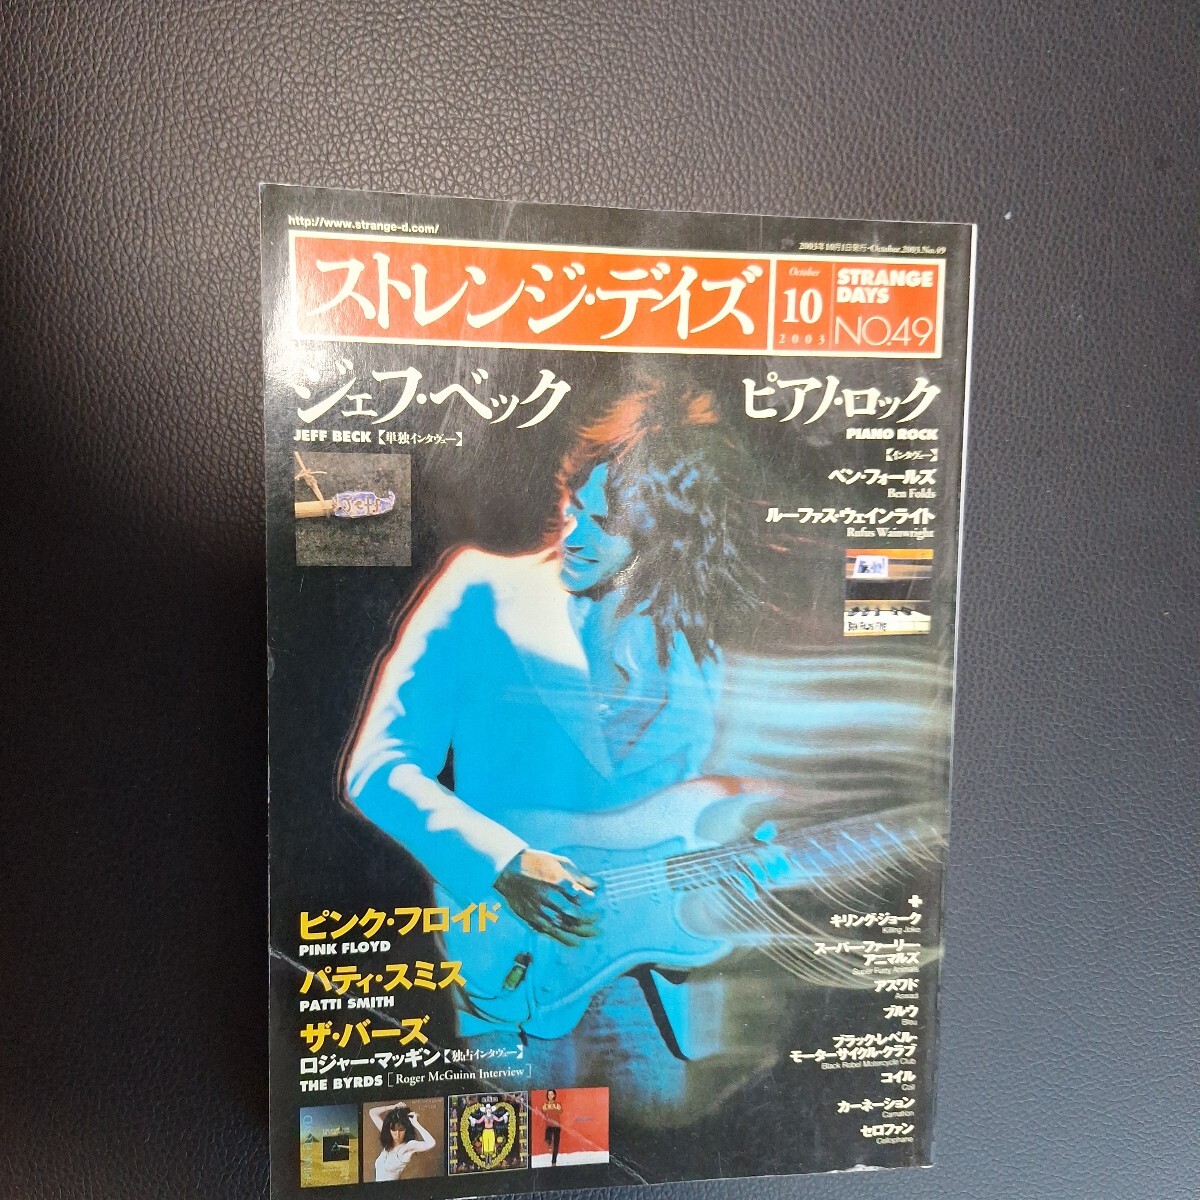 http://www.strange-d.com/
2003年10月1日発行・October.2003.No.49
ストレンジ・デイズ
October
10
2003
STRANGE
DAYS
NO.49
ジェフ・ベック
JEFF BECK【単独インタヴュー】
ピアノ・ロック
PIANO ROCK
【インタヴュー】
ベン・フォールズ
Ben Folds
ルーファス・ウェインライト
Rufus Wainwright
ピンク・フロイド
PINK FLOYD
パティ・スミス
PATTI SMITH
ザ・バーズ
ロジャー・マッギン【独占インタヴュー】
THE BYRDS [Roger McGuinn Interview]
+
キリング・ジョーク
Killing Joke
スーパー・ファーリー・
アニマルズ
Super Furry Animals
アスワド
Aswad
ブルウ
Bleu
ブラック・レベル・
モーターサイクル・クラブ
Black Rebel Motorcycle Club
コイル
Coil
カーネーション
Carnation
セロファン
Cellophane